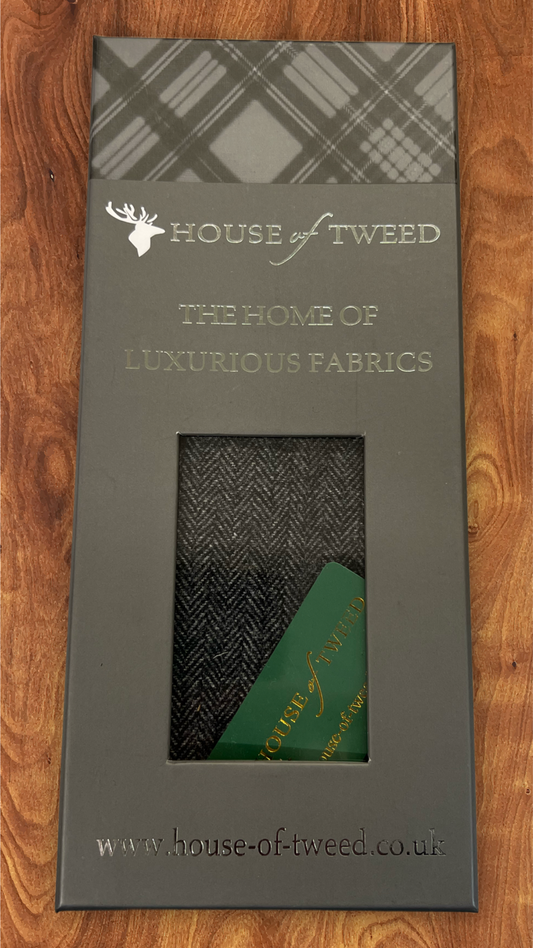 HOUSE of TWEED
THE HOME OF
LUXURIOUS FABRICS
HOUSE of TWEED
www.house-of-tweed.co.uk